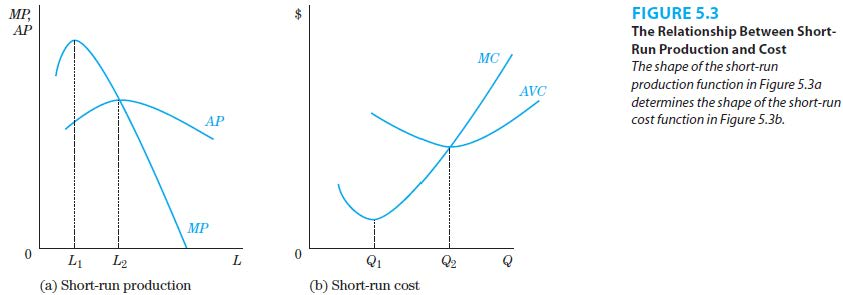 MP,
AP
AP
MP
0
L1
L2
L
(a) Short-run production
$
MC
AVC
0
Q1
Q2
Q
(b) Short-run cost
FIGURE 5.3
The Relationship Between Short-
Run Production and Cost
The shape of the short-run
production function in Figure 5.3a
determines the shape of the short-run
cost function in Figure 5.3b.